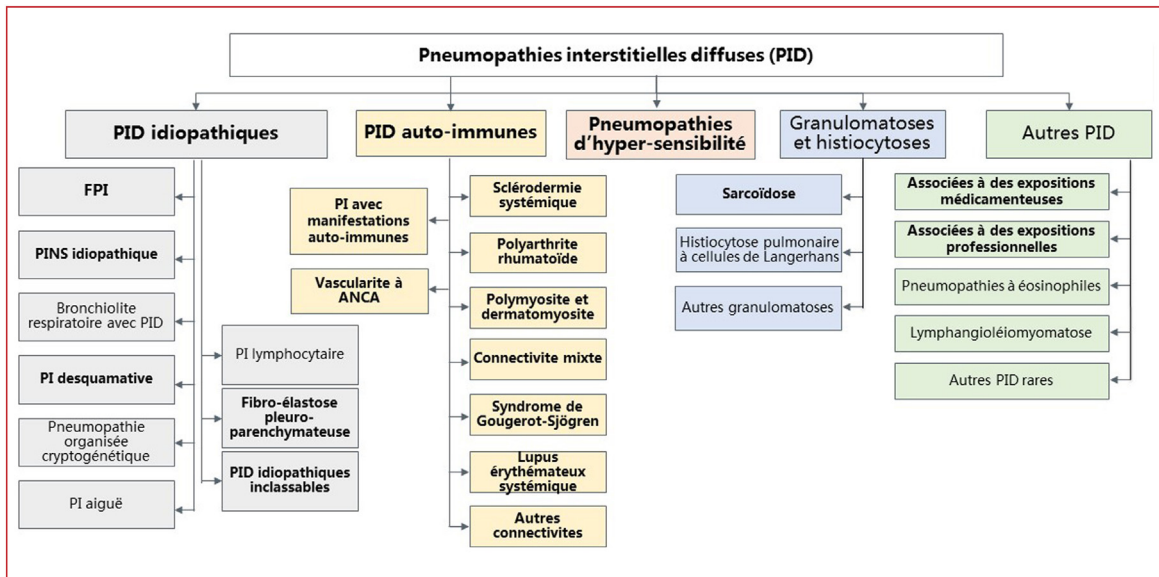 Pneumopathies interstitielles diffuses (PID)
PID idiopathiques
FPI
PINS idiopathique
Bronchiolite
respiratoire avec PID
PI desquamative
Pneumopathie
organisée
cryptogénétique
PI aiguë
PI lymphocytaire
Fibro-élastose
pleuro-
parenchymateuse
PID idiopathiques
inclassables
PID auto-immunes
PI avec
manifestations
auto-immunes
Vascularite à
ANCA
Sclérodermie
systémique
Polyarthrite
rhumatoïde
Polymyosite et
dermatomyosite
Connectivite mixte
Syndrome de
Gougerot-Sjögren
Lupus
érythémateux
systémique
Autres
connectivites
Pneumopathies
d’hyper-sensibilité
Granulomatoses
et histiocytoses
Sarcoïdose
Histiocytose pulmonaire
à cellules de Langerhans
Autres granulomatoses
Autres PID
Associées à des expositions
médicamenteuses
Associées à des expositions
professionnelles
Pneumopathies à éosinophiles
Lymphangioléiomyomatose
Autres PID rares